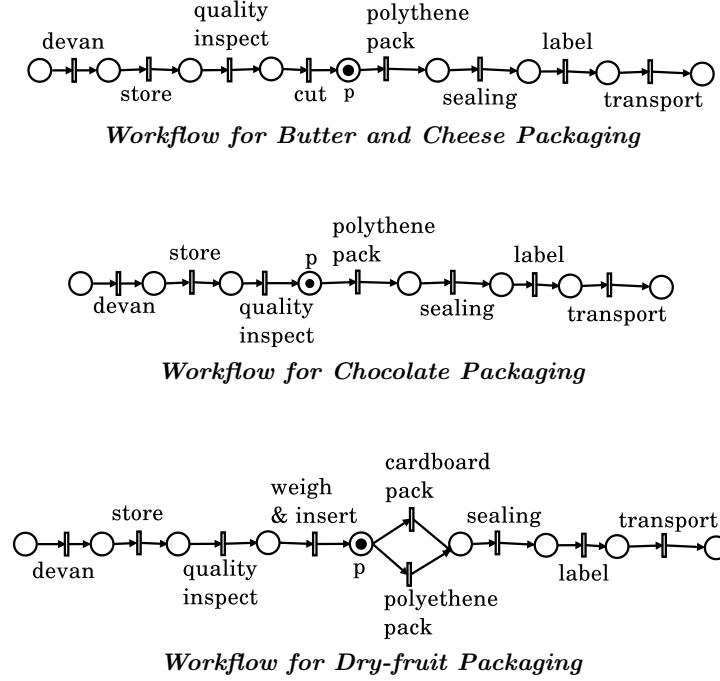 quality
inspect
polythene
pack
devan
label
store
cut
p
sealing
transport
Workflow for Butter and Cheese Packaging
polythene
pack
store
p
label
devan
quality
inspect
sealing
transport
Workflow for Chocolate Packaging
cardboard
pack
weigh
& insert
store
sealing
transport
devan
quality
inspect
p
label
polyethene
pack
Workflow for Dry-fruit Packaging